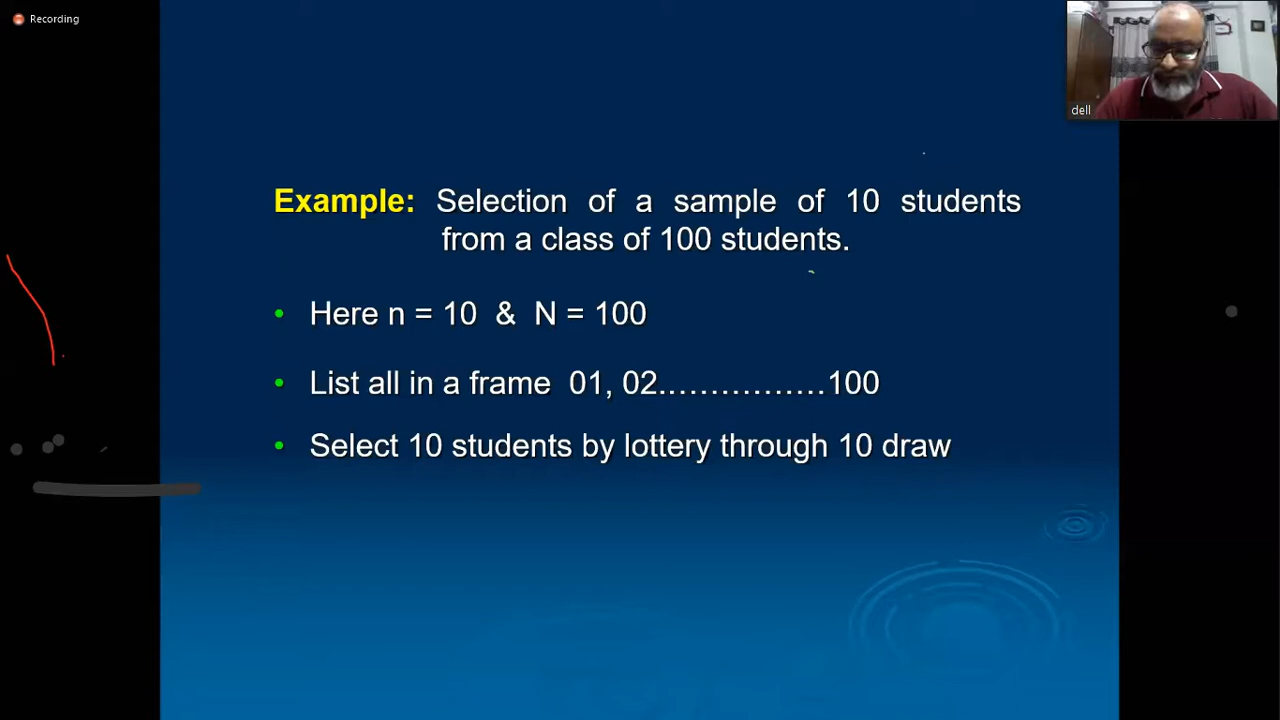 Recording
dell
Example: Selection of a sample of 10 students
from a class of 100 students.
• Here n = 10 & N = 100
• List all in a frame 01, 02................100
• Select 10 students by lottery through 10 draw